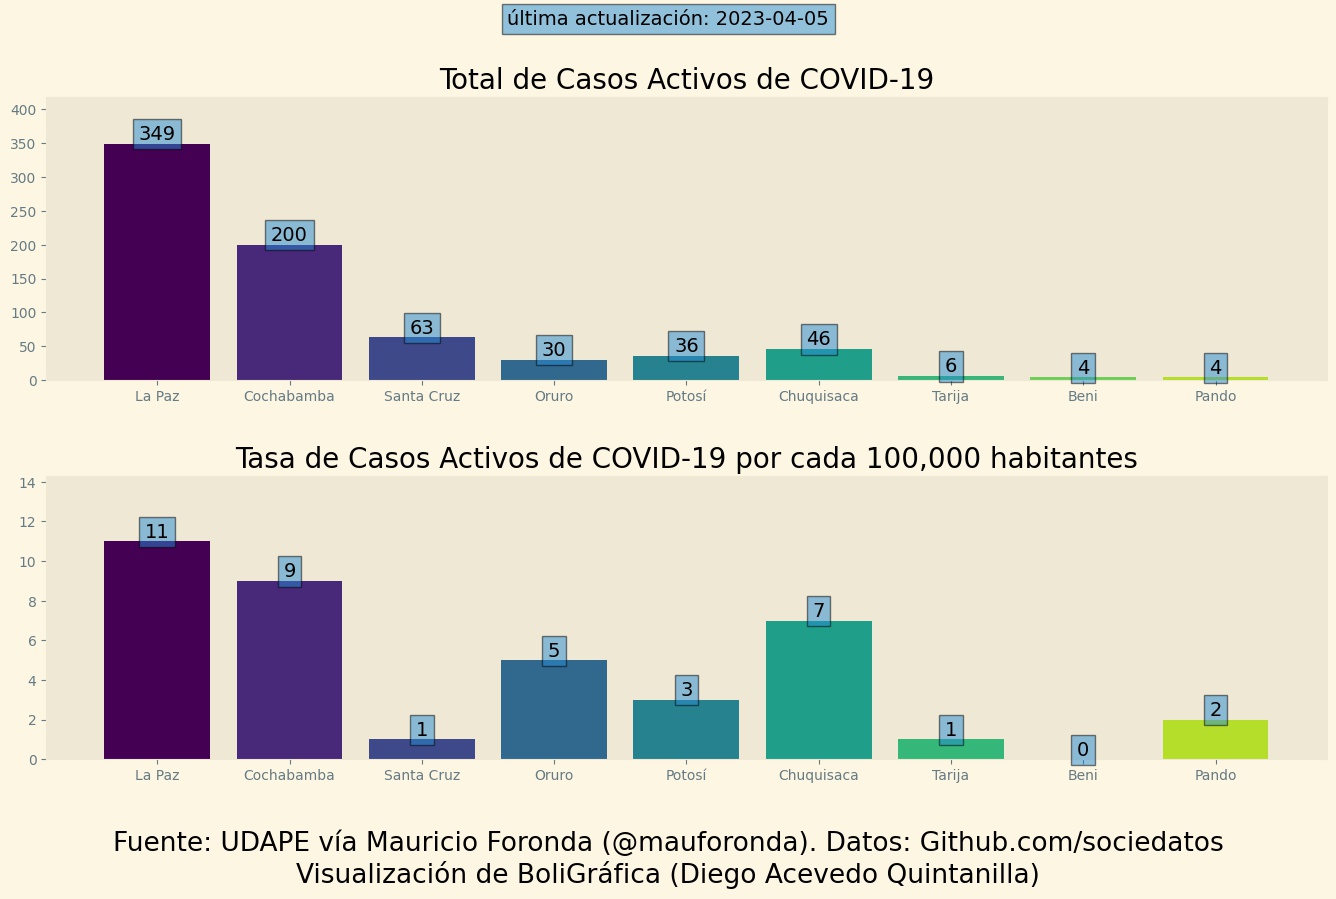 última actualización: 2023-04-05
Total de Casos Activos de COVID-19
400
350
300
250
200
150
100
50
0
349
200
63
30
36
46
6
4
4
La Paz
Cochabamba
Santa Cruz
Oruro
Potosí
Chuquisaca
Tarija
Beni
Pando
Tasa de Casos Activos de COVID-19 por cada 100,000 habitantes
14
12
10
8
6
4
2
0
11
9
1
5
3
7
1
0
2
La Paz
Cochabamba
Santa Cruz
Oruro
Potosí
Chuquisaca
Tarija
Beni
Pando
Fuente: UDAPE vía Mauricio Foronda (@mauforonda). Datos: Github.com/sociedatos
Visualización de BoliGráfica (Diego Acevedo Quintanilla)